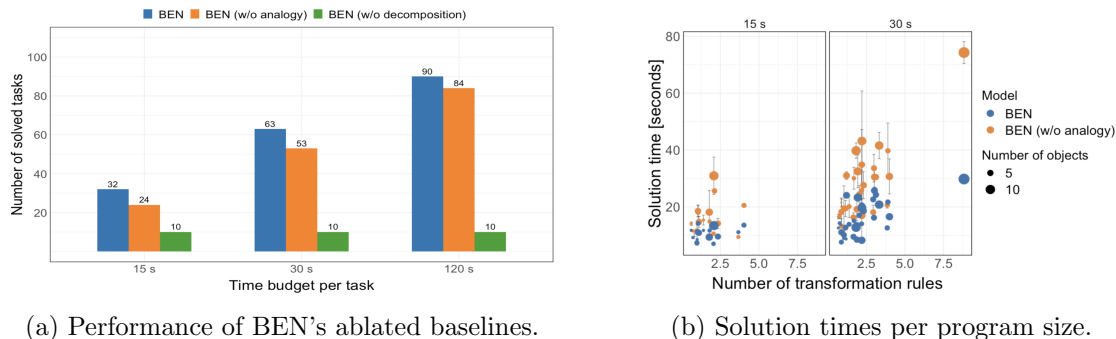 BEN BEN (w/o analogy) BEN (w/o decomposition)
Number of solved tasks
100
80
60
40
20
32 24 10
63 53 10
90 84 10
15 s 30 s 120 s
Time budget per task
(a) Performance of BEN's ablated baselines.
15 s 30 s
Solution time [seconds]
80
60
40
20
2.5 5.0 7.5 2.5 5.0 7.5
Number of transformation rules
Model
BEN
BEN (w/o analogy)
Number of objects
5
10
(b) Solution times per program size.